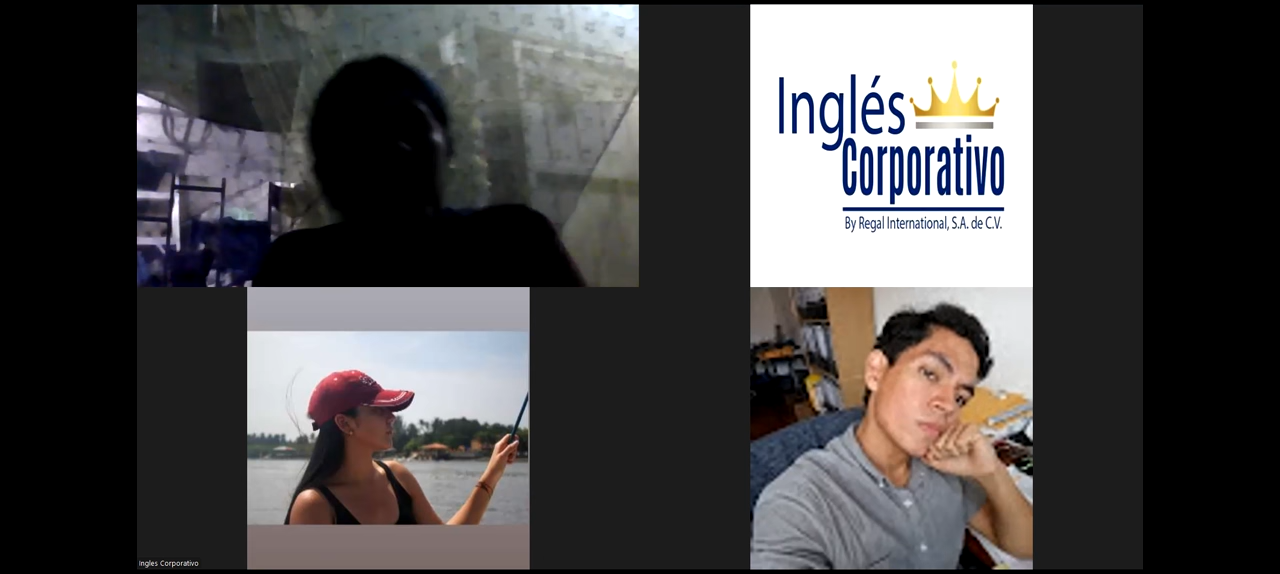 Inglés
Corporativo
By Regal International, S.A. de C.V.
Ingles Corporativo